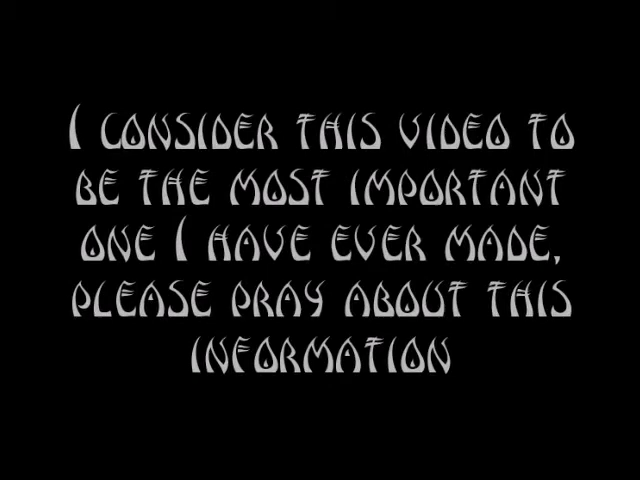 I consider this video to
be the most important
one I have ever made,
please pray about this
information